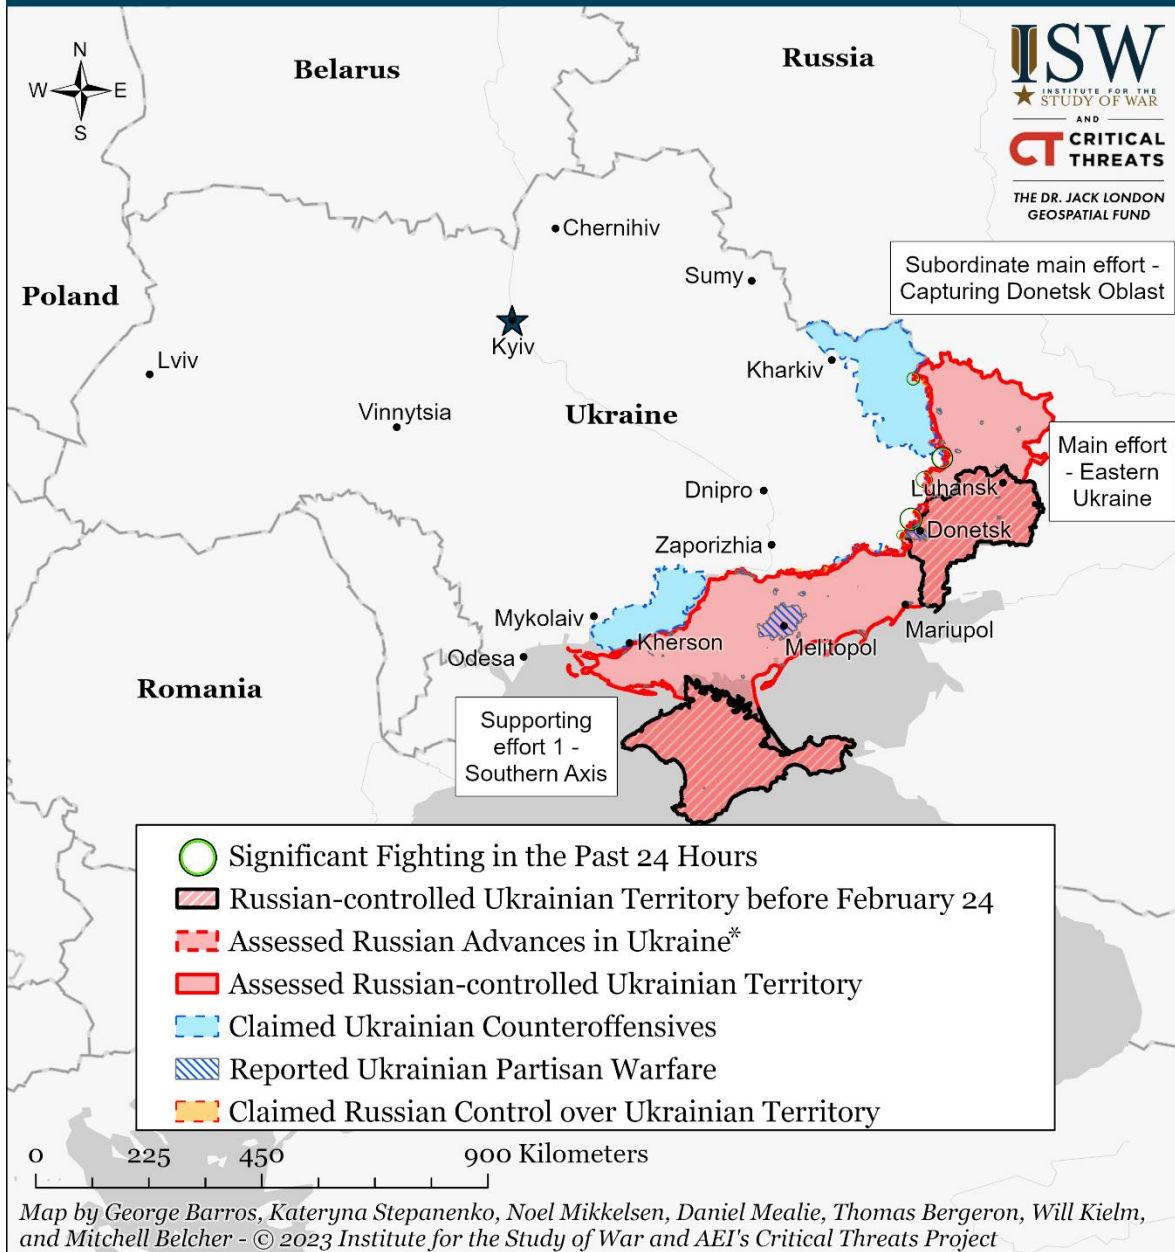 N
W E
S
Belarus
Russia
ISW
INSTITUTE FOR THE
STUDY OF WAR
AND
CT CRITICAL
THREATS
THE DR. JACK LONDON
GEOSPATIAL FUND
Chernihiv
Sumy
Subordinate main effort -
Capturing Donetsk Oblast
Poland
Kyiv
Lviv
Kharkiv
Vinnytsia
Ukraine
Main effort
- Eastern
Ukraine
Dnipro
Luhansk
Donetsk
Zaporizhia
Mykolaiv
Mariupol
Kherson
Melitopol
Odesa
Romania
Supporting
effort 1 -
Southern Axis
Significant Fighting in the Past 24 Hours
Russian-controlled Ukrainian Territory before February 24
Assessed Russian Advances in Ukraine*
Assessed Russian-controlled Ukrainian Territory
Claimed Ukrainian Counteroffensives
Reported Ukrainian Partisan Warfare
Claimed Russian Control over Ukrainian Territory
0 225 450 900 Kilometers
Map by George Barros, Kateryna Stepanenko, Noel Mikkelsen, Daniel Mealie, Thomas Bergeron, Will Kielm,
and Mitchell Belcher - © 2023 Institute for the Study of War and AEI's Critical Threats Project